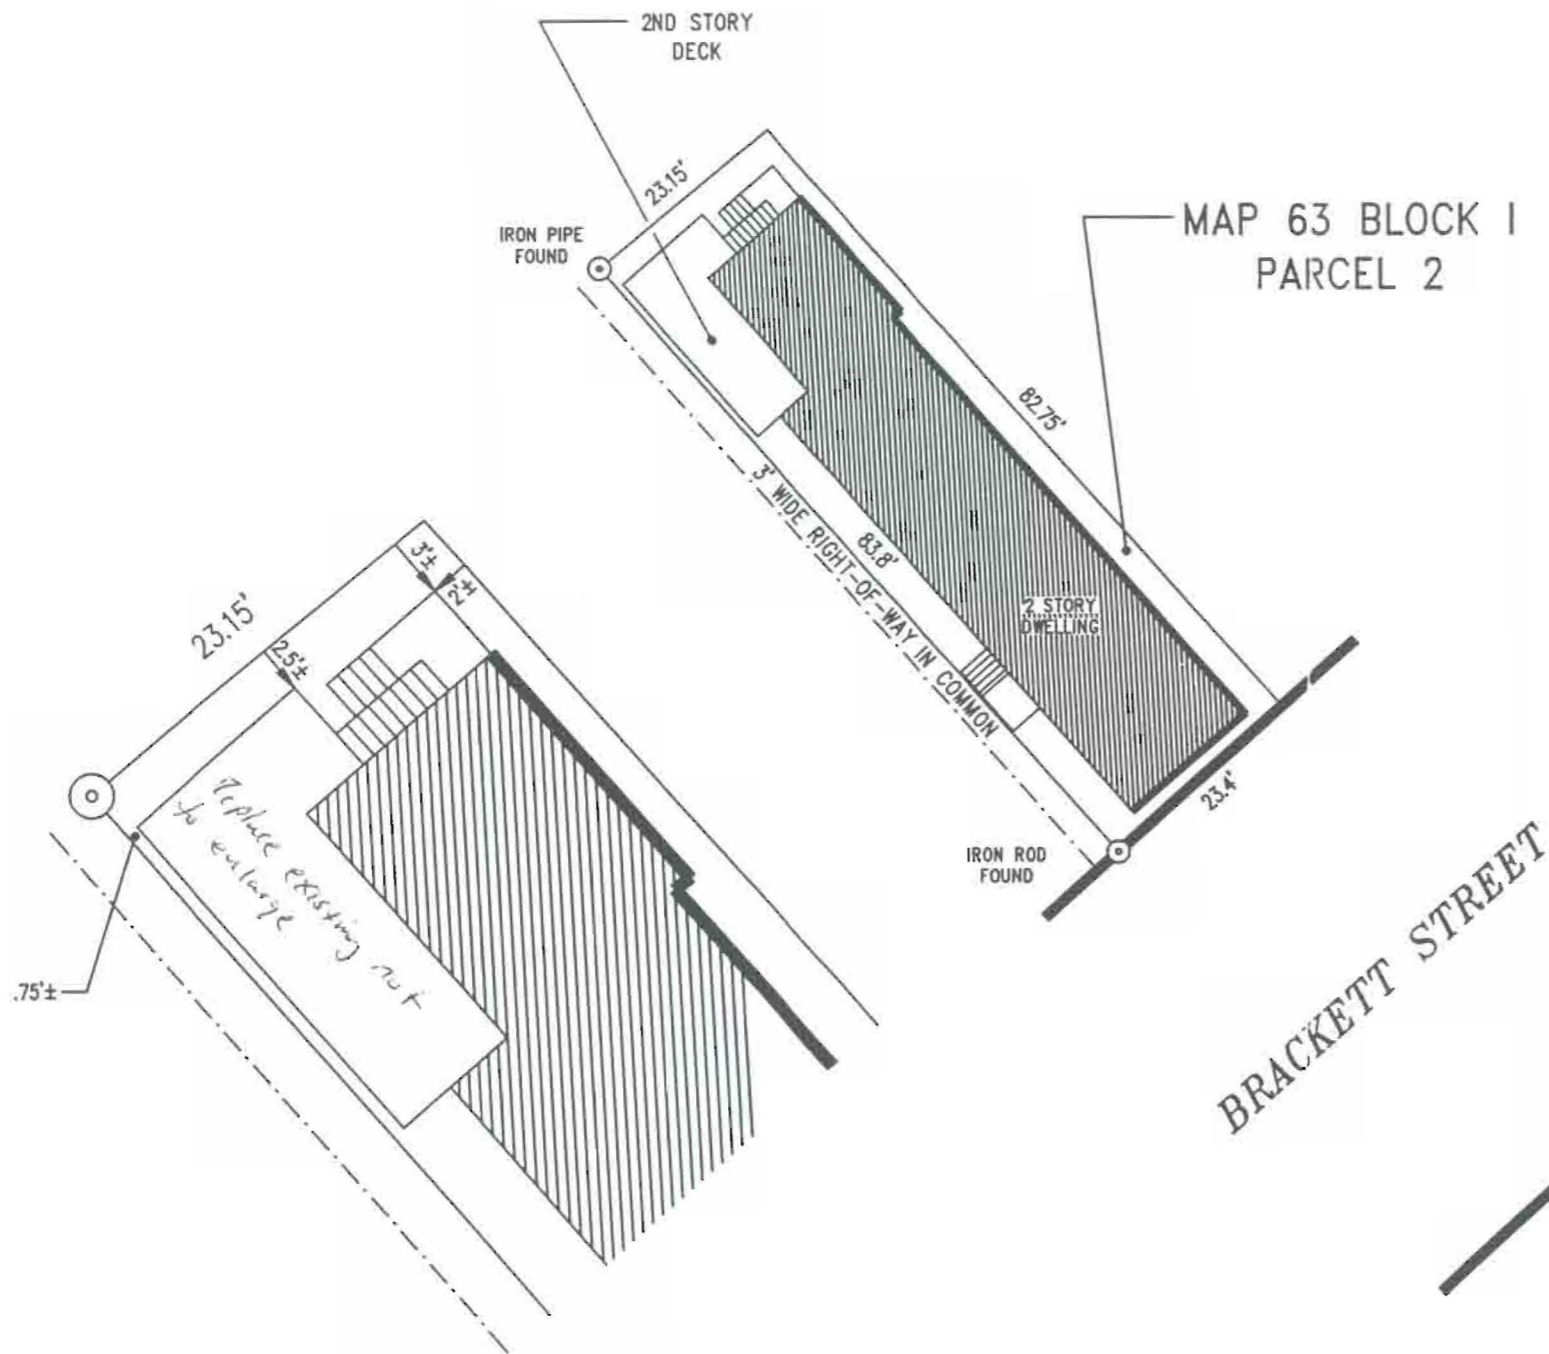 2ND STORY
DECK
23.15'
IRON PIPE
FOUND
MAP 63 BLOCK I
PARCEL 2
82.75'
3' WIDE RIGHT-OF-WAY IN COMMON
83.8'
2 STORY
DWELLING
23.4'
IRON ROD
FOUND
BRACKETT STREET
3'±
2'±
23.15'
2.5'±
Replace existing not
to enlarge
.75'±